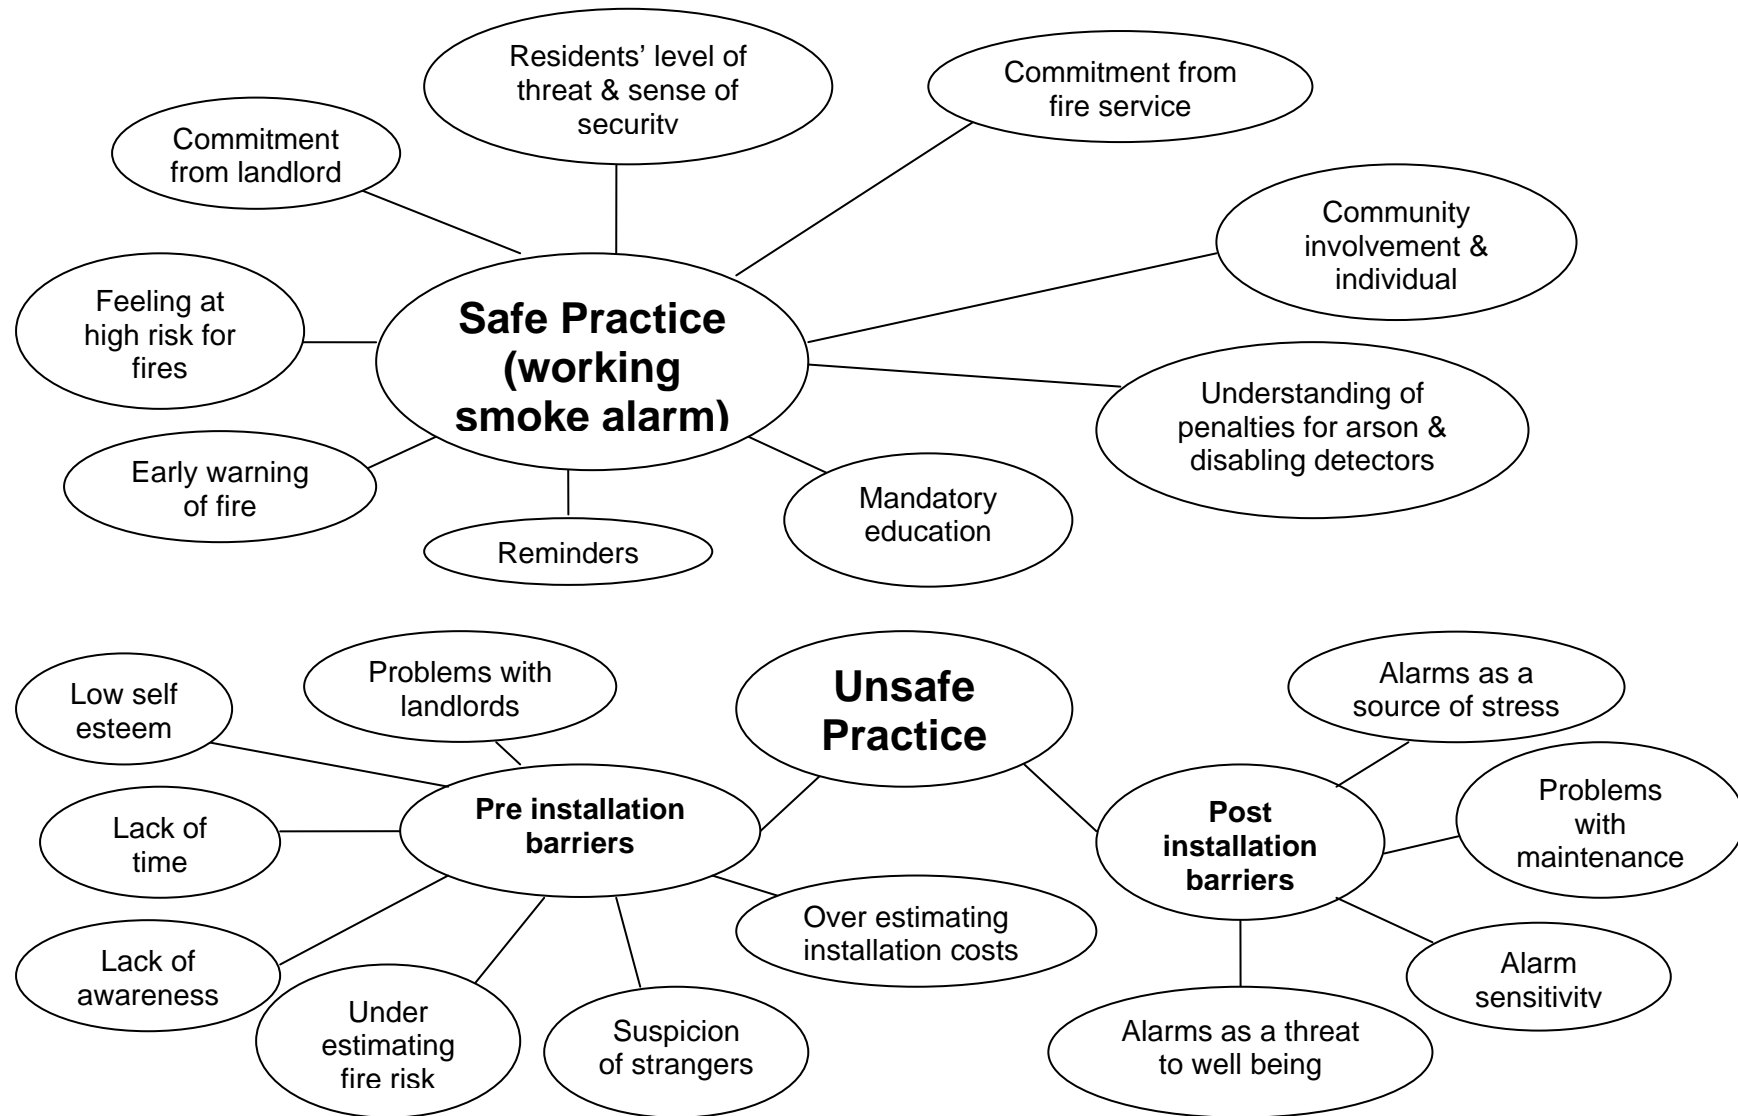 Residents’ level of
threat & sense of
security
Commitment from
fire service
Commitment
from landlord
Community
involvement &
individual
Feeling at
high risk for
fires
Safe Practice
(working
smoke alarm)
Understanding of
penalties for arson &
disabling detectors
Early warning
of fire
Mandatory
education
Reminders
Unsafe
Practice
Problems with
landlords
Low self
esteem
Alarms as a
source of stress
Pre installation
barriers
Post
installation
barriers
Problems
with
maintenance
Lack of
time
Over estimating
installation costs
Lack of
awareness
Under
estimating
fire risk
Suspicion
of strangers
Alarms as a threat
to well being
Alarm
sensitivity